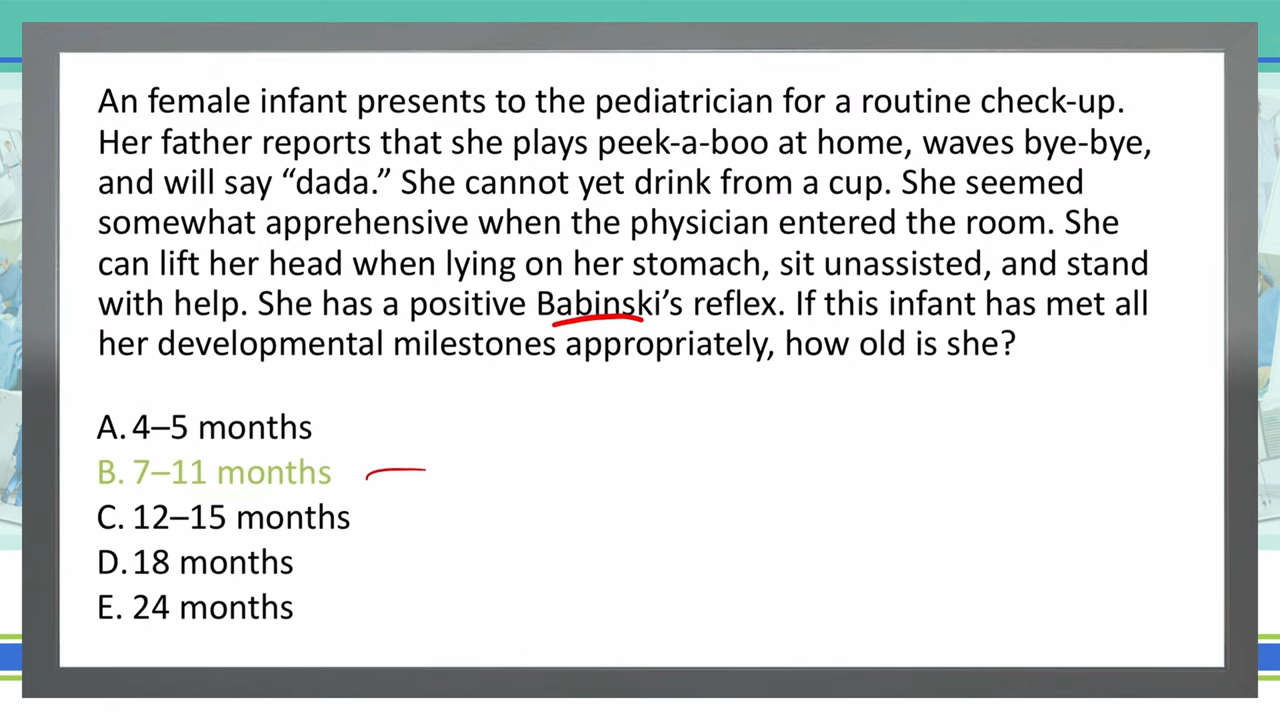 An female infant presents to the pediatrician for a routine check-up.
Her father reports that she plays peek-a-boo at home, waves bye-bye,
and will say “dada.” She cannot yet drink from a cup. She seemed
somewhat apprehensive when the physician entered the room. She
can lift her head when lying on her stomach, sit unassisted, and stand
with help. She has a positive Babinski’s reflex. If this infant has met all
her developmental milestones appropriately, how old is she?
A. 4–5 months
B. 7–11 months
C. 12–15 months
D. 18 months
E. 24 months